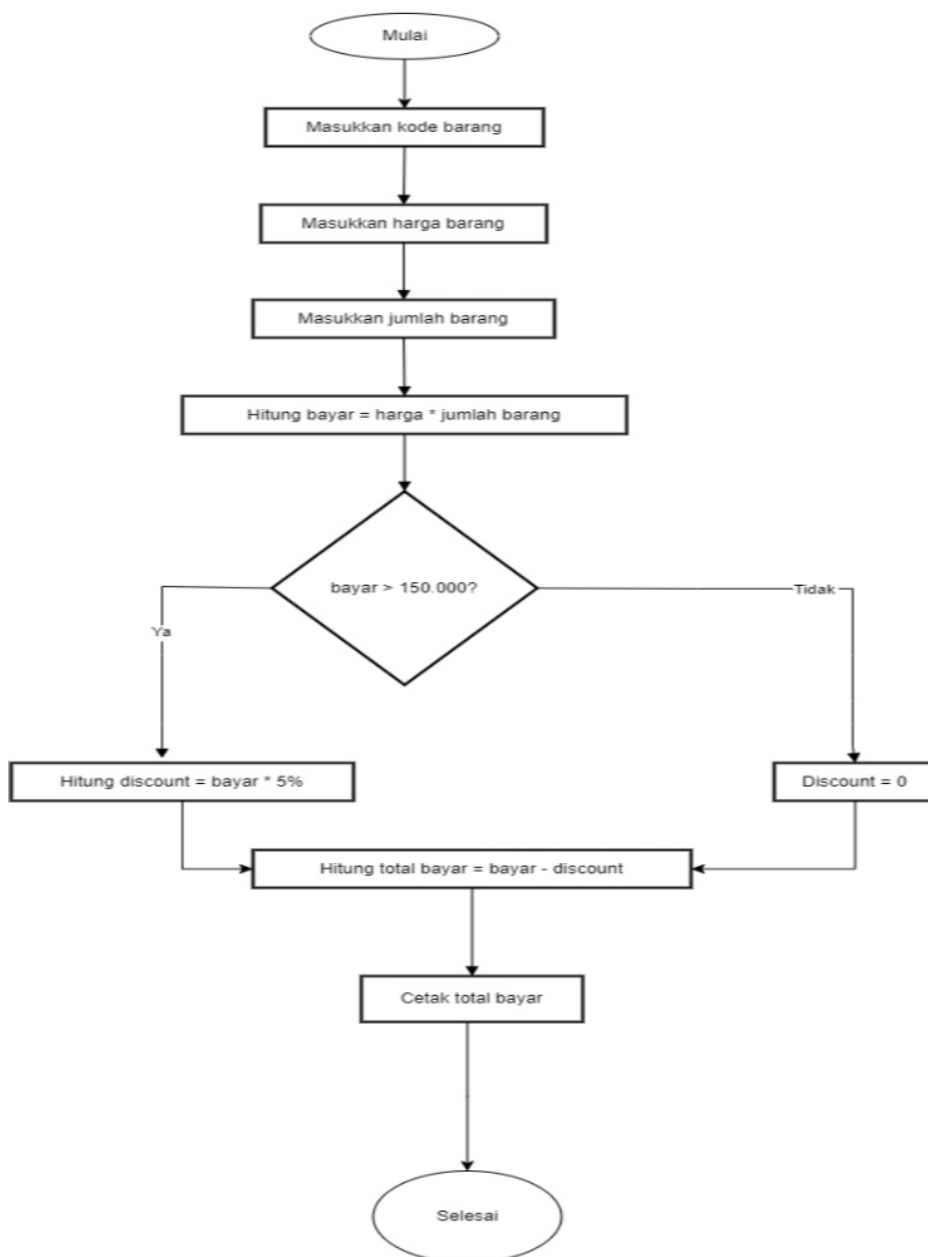 Mulai
Masukkan kode barang
Masukkan harga barang
Masukkan jumlah barang
Hitung bayar = harga * jumlah barang
bayar > 150.000?
Tidak
Ya
Hitung discount = bayar * 5%
Discount = 0
Hitung total bayar = bayar - discount
Cetak total bayar
Selesai